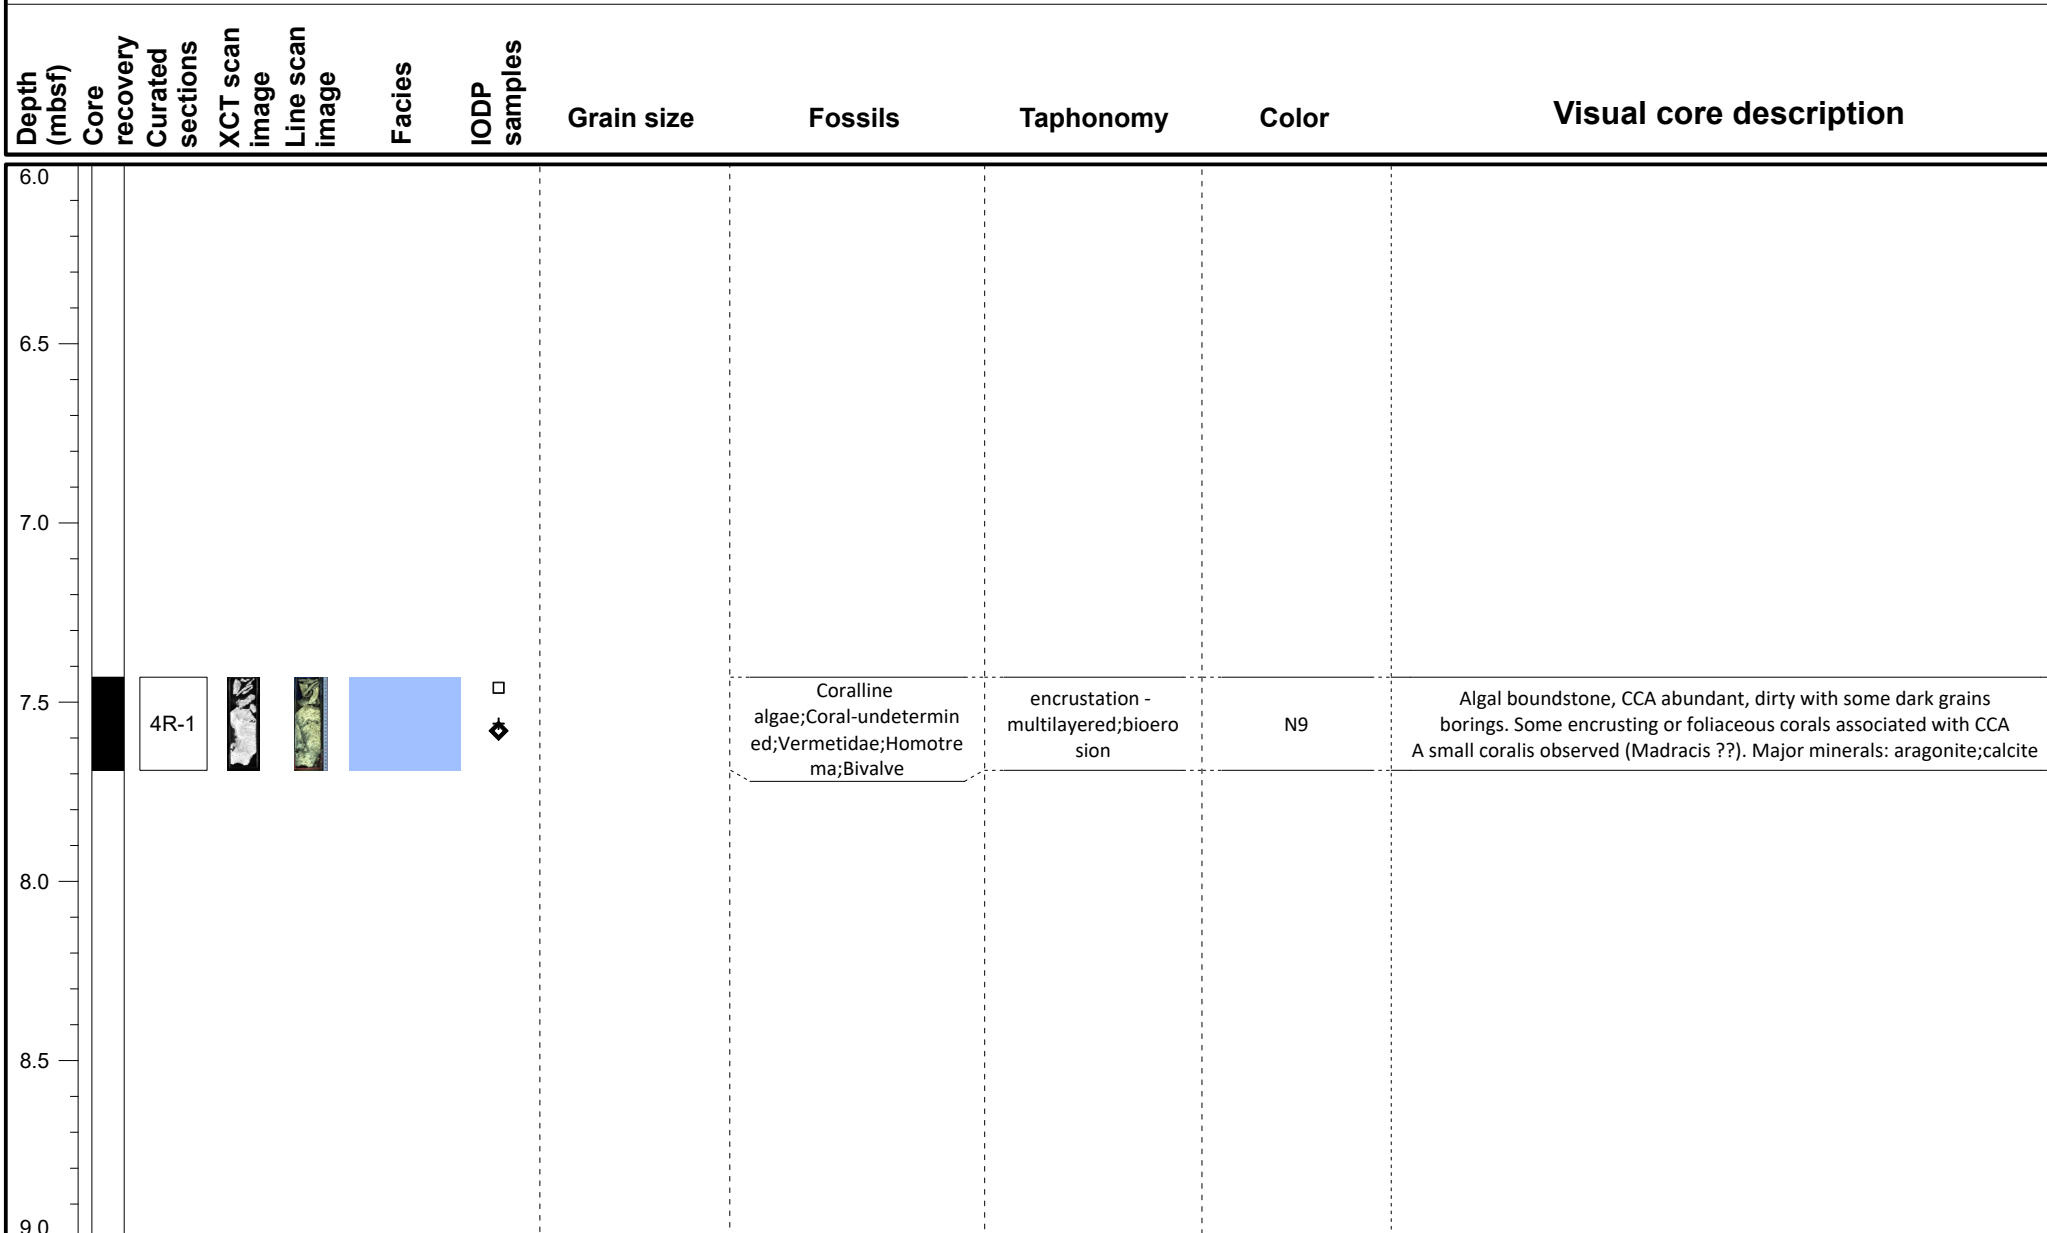 Depth
(mbsf)
Core
recovery
Curated
sections
XCT scan
image
Line scan
image
Facies
IODP
samples
Grain size
Fossils
Taphonomy
Color
Visual core description
6.0
6.5
7.0
7.5
8.0
8.5
9.0
4R-1
Coralline
algae;Coral-undetermin
ed;Vermetidae;Homotre
ma;Bivalve
encrustation -
multilayered;bioero
sion
N9
Algal boundstone, CCA abundant, dirty with some dark grains
borings. Some encrusting or foliaceous corals associated with CCA
A small coralis observed (Madracis ??). Major minerals: aragonite;calcite